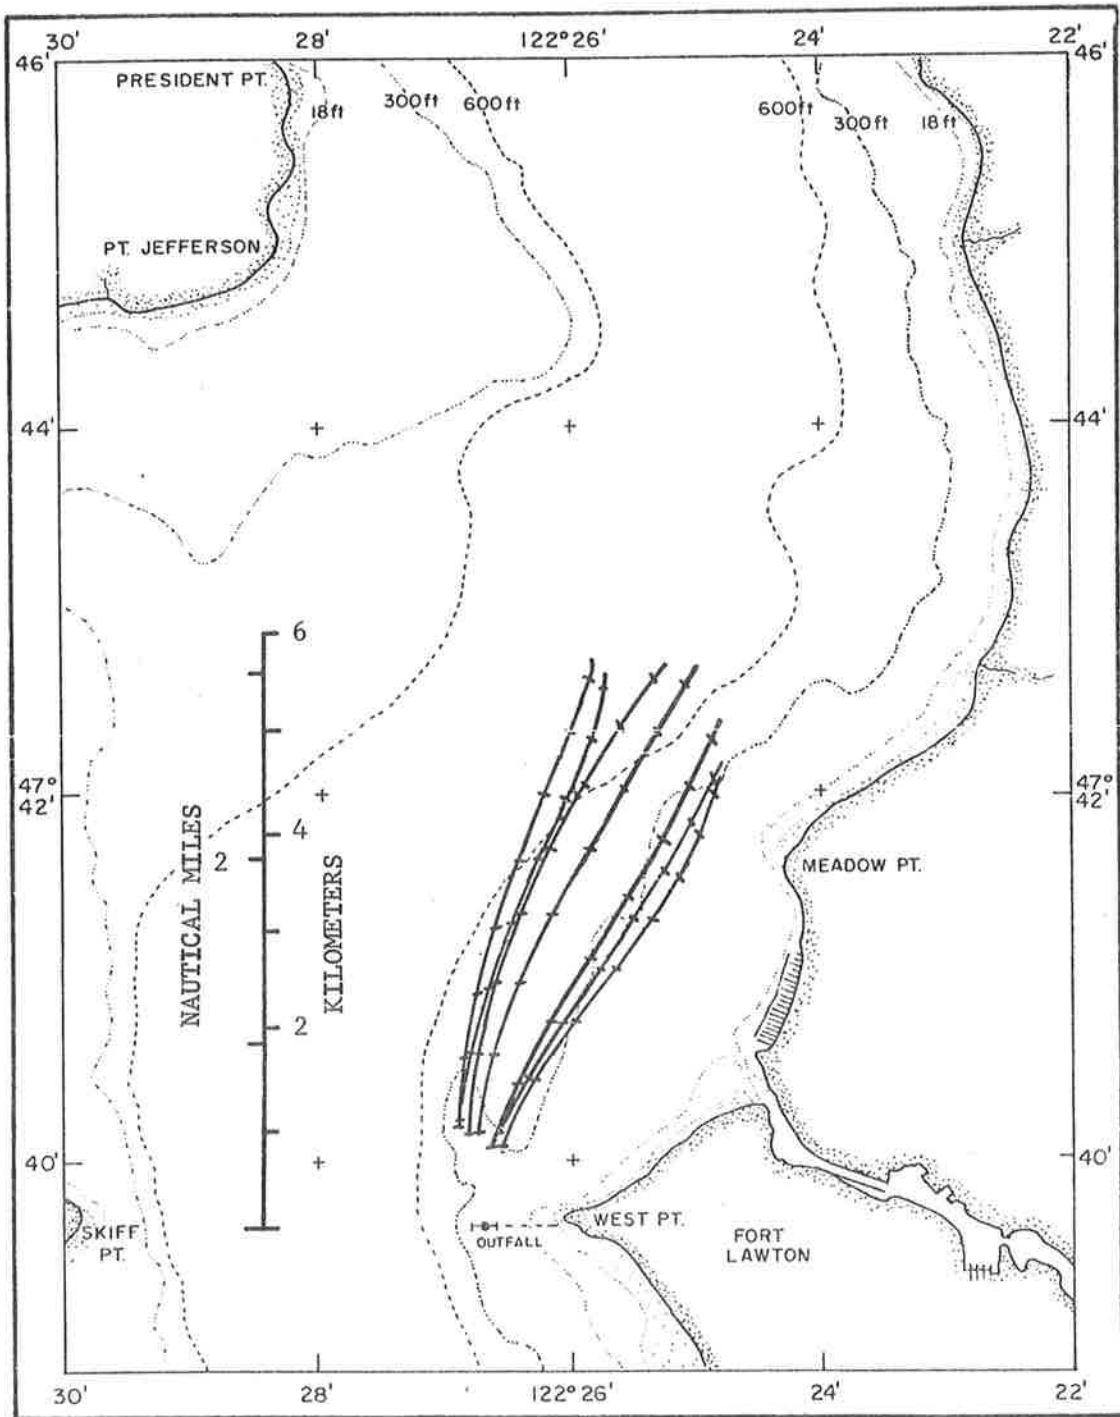 30' 28' 122° 26' 24' 22'
46' 46'
PRESIDENT PT.
18ft 300ft 600ft 600ft 300ft 18ft
PT. JEFFERSON
44' 44'
6
47° 42' 47° 42'
4
2
NAUTICAL MILES
KILOMETERS
MEADOW PT.
2
40' 40'
SKIFF PT.
OUTFALL
WEST PT.
FORT LAWTON
30' 28' 122° 26' 24' 22'